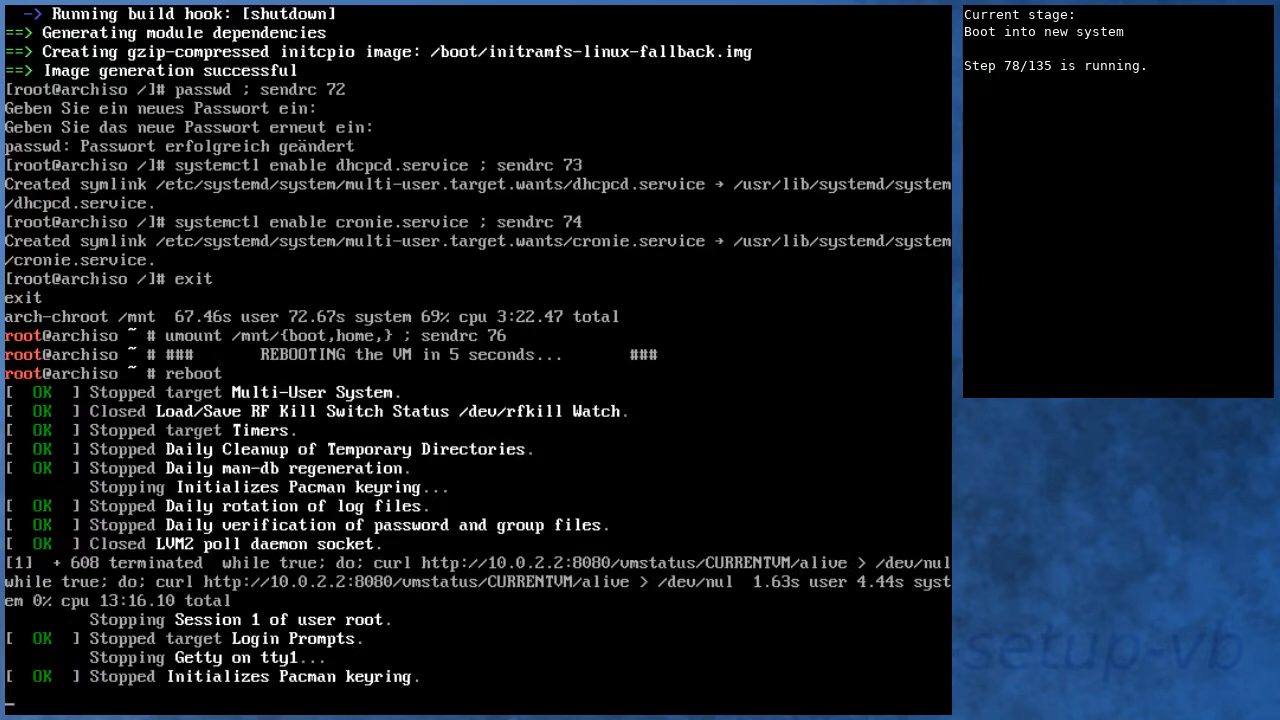 -> Running build hook: [shutdown]
==> Generating module dependencies
==> Creating gzip-compressed initcpio image: /boot/initramfs-linux-fallback.img
==> Image generation successful
[root@archiso /]# passwd ; sendrc 72
Geben Sie ein neues Passwort ein:
Geben Sie das neue Passwort erneut ein:
passwd: Passwort erfolgreich geändert
[root@archiso /]# systemctl enable dhcpcd.service ; sendrc 73
Created symlink /etc/systemd/system/multi-user.target.wants/dhcpcd.service → /usr/lib/systemd/system
/dhcpcd.service.
[root@archiso /]# systemctl enable cronie.service ; sendrc 74
Created symlink /etc/systemd/system/multi-user.target.wants/cronie.service → /usr/lib/systemd/system
/cronie.service.
[root@archiso /]# exit
exit
arch-chroot /mnt  67.46s user 72.67s system 69% cpu 3:22.47 total
root@archiso ~ # umount /mnt/{boot,home,} ; sendrc 76
root@archiso ~ # ###       REBOOTING the VM in 5 seconds...       ###
root@archiso ~ # reboot
[  OK  ] Stopped target Multi-User System.
[  OK  ] Closed Load/Save RF Kill Switch Status /dev/rfkill Watch.
[  OK  ] Stopped target Timers.
[  OK  ] Stopped Daily Cleanup of Temporary Directories.
[  OK  ] Stopped Daily man-db regeneration.
Stopping Initializes Pacman keyring...
[  OK  ] Stopped Daily rotation of log files.
[  OK  ] Stopped Daily verification of password and group files.
[  OK  ] Closed LVM2 poll daemon socket.
[1]  + 608 terminated  while true; do; curl http://10.0.2.2:8080/vmstatus/CURRENTVM/alive > /dev/nul
while true; do; curl http://10.0.2.2:8080/vmstatus/CURRENTVM/alive > /dev/nul  1.63s user 4.44s syst
em 0% cpu 13:16.10 total
Stopping Session 1 of user root.
[  OK  ] Stopped target Login Prompts.
Stopping Getty on tty1...
[  OK  ] Stopped Initializes Pacman keyring.
Current stage:
Boot into new system
Step 78/135 is running.
setup-vb